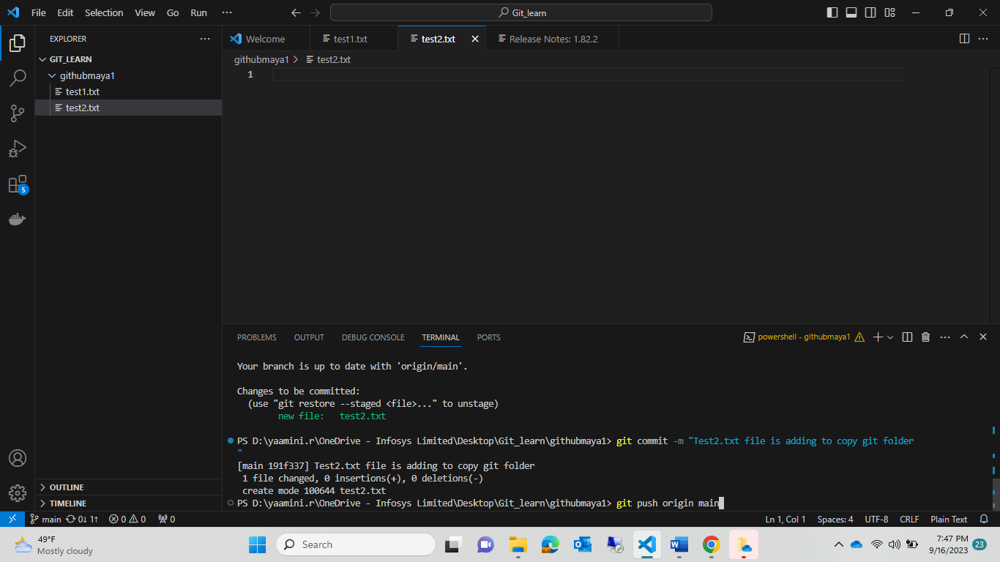 File Edit Selection View Go Run ···
Git_learn
EXPLORER ···
Welcome test1.txt test2.txt Release Notes: 1.82.2
GIT_LEARN
githubmaya1 > test2.txt
githubmaya1
1
test1.txt
test2.txt
5
PROBLEMS OUTPUT DEBUG CONSOLE TERMINAL PORTS
powershell - githubmaya1
Your branch is up to date with 'origin/main'.
Changes to be committed:
(use "git restore --staged <file>..." to unstage)
new file: test2.txt
PS D:\yaamini.r\OneDrive - Infosys Limited\Desktop\Git_learn\githubmaya1> git commit -m "Test2.txt file is adding to copy git folder
"
[main 191f337] Test2.txt file is adding to copy git folder
1 file changed, 0 insertions(+), 0 deletions(-)
create mode 100644 test2.txt
PS D:\yaamini.r\OneDrive - Infosys Limited\Desktop\Git_learn\githubmaya1> git push origin main
OUTLINE
TIMELINE
main 0↓ 1↑ 0 0 0
Ln 1, Col 1 Spaces: 4 UTF-8 CRLF Plain Text
49°F
Mostly cloudy
Search
7:47 PM
9/16/2023
23